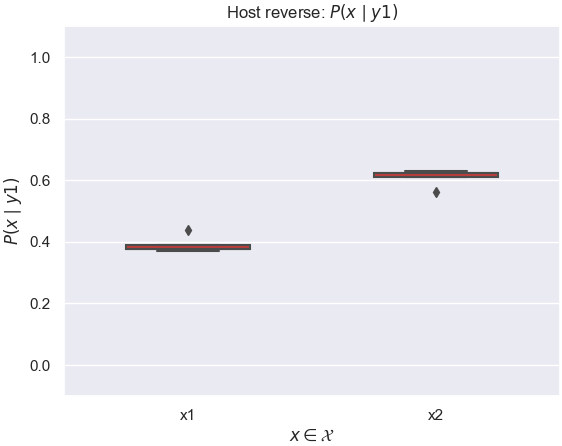 Host reverse: P(x | y1)
P(x | y1)
1.0
0.8
0.6
0.4
0.2
0.0
x1 x2
x ∈ 𝒳